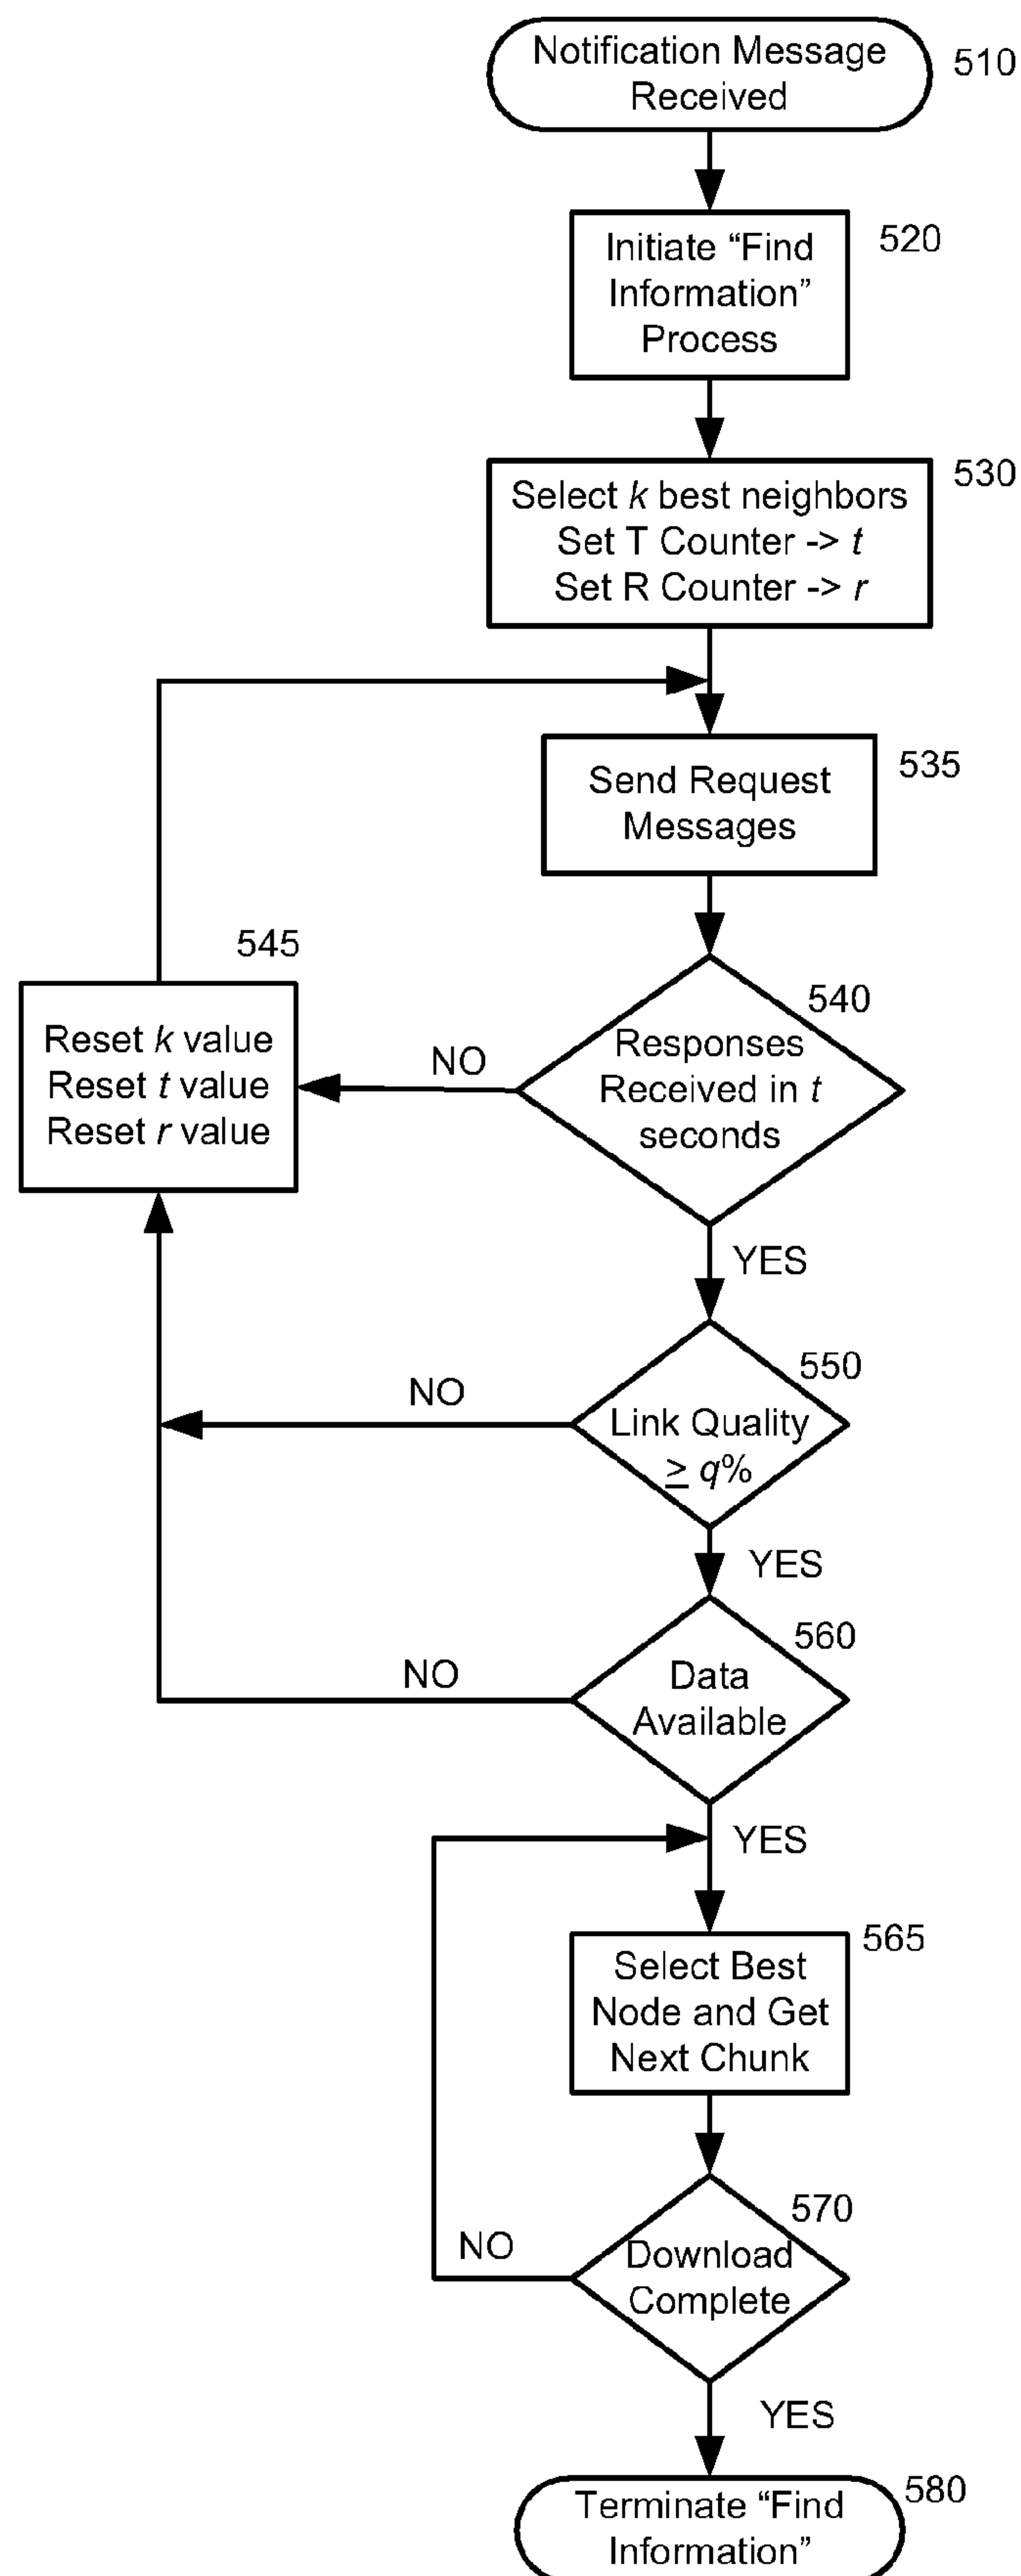 Notification Message
Received
510
Initiate “Find
Information”
Process
520
Select k best neighbors
Set T Counter -> t
Set R Counter -> r
530
Send Request
Messages
535
545
Reset k value
Reset t value
Reset r value
NO
540
Responses
Received in t
seconds
YES
550
NO
Link Quality
≥ q%
YES
560
NO
Data
Available
YES
565
Select Best
Node and Get
Next Chunk
570
NO
Download
Complete
YES
580
Terminate “Find
Information”